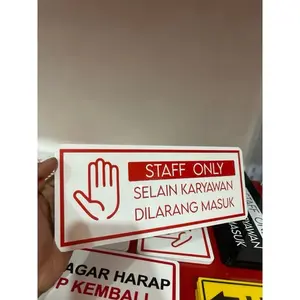 STAFF ONLY
SELAIN KARYAWAN
DILARANG MASUK
AGAR HARAP
P KEMBALI